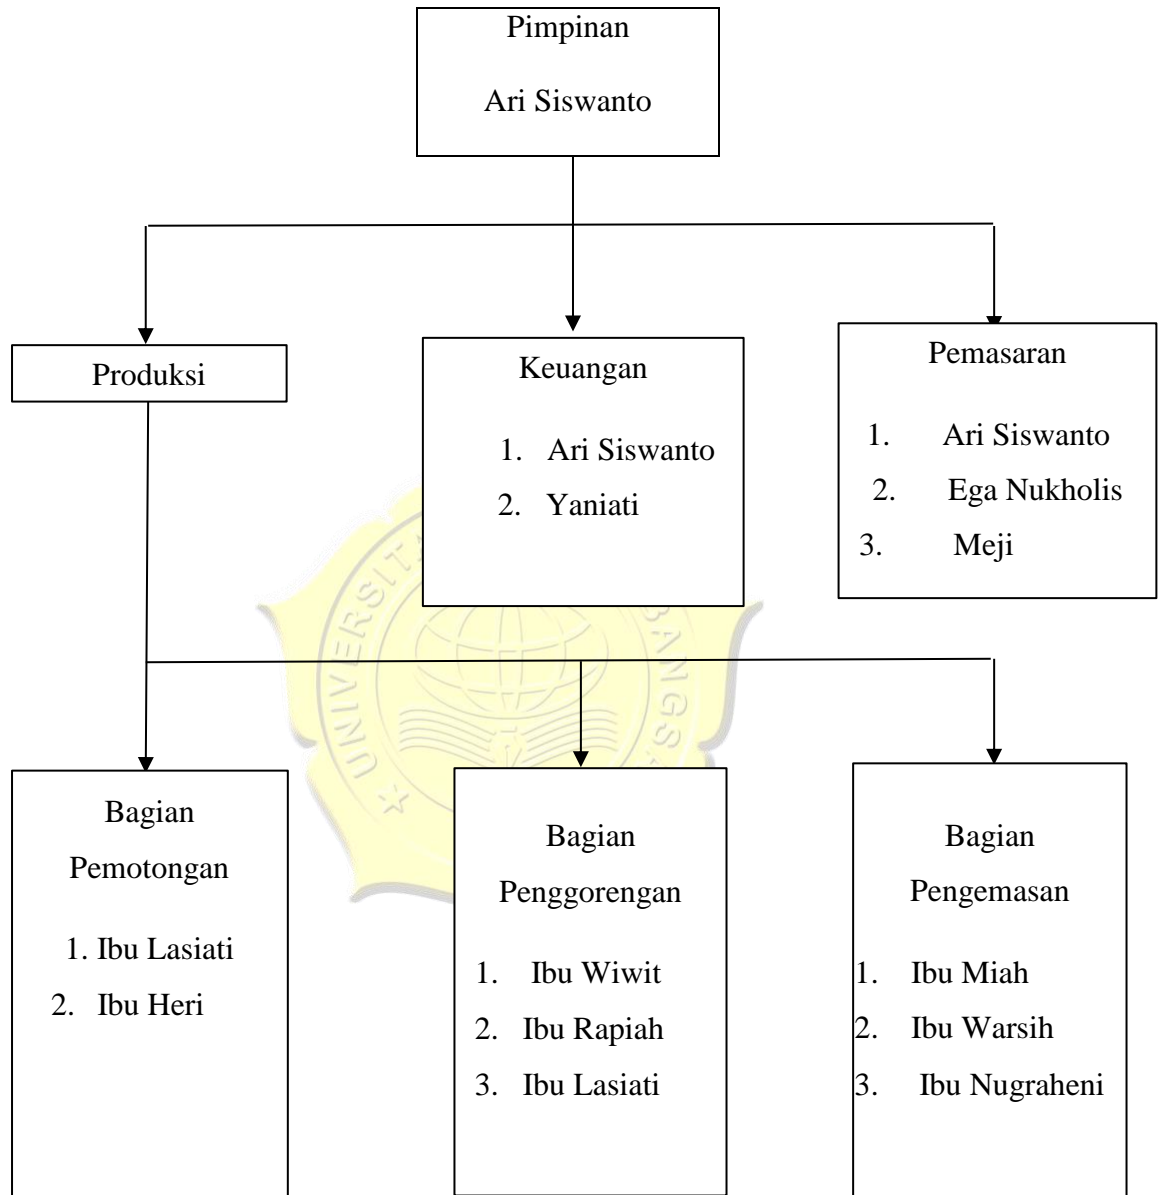 Pimpinan
Ari Siswanto
Produksi
Keuangan
1. Ari Siswanto
2. Yaniati
Pemasaran
1. Ari Siswanto
2. Ega Nukholis
3. Meji
UNIVERSITA
BANGSA
Bagian
Pemotongan
1. Ibu Lasiati
2. Ibu Heri
Bagian
Penggorengan
1. Ibu Wiwit
2. Ibu Rapiah
3. Ibu Lasiati
Bagian
Pengemasan
1. Ibu Miah
2. Ibu Warsih
3. Ibu Nugraheni